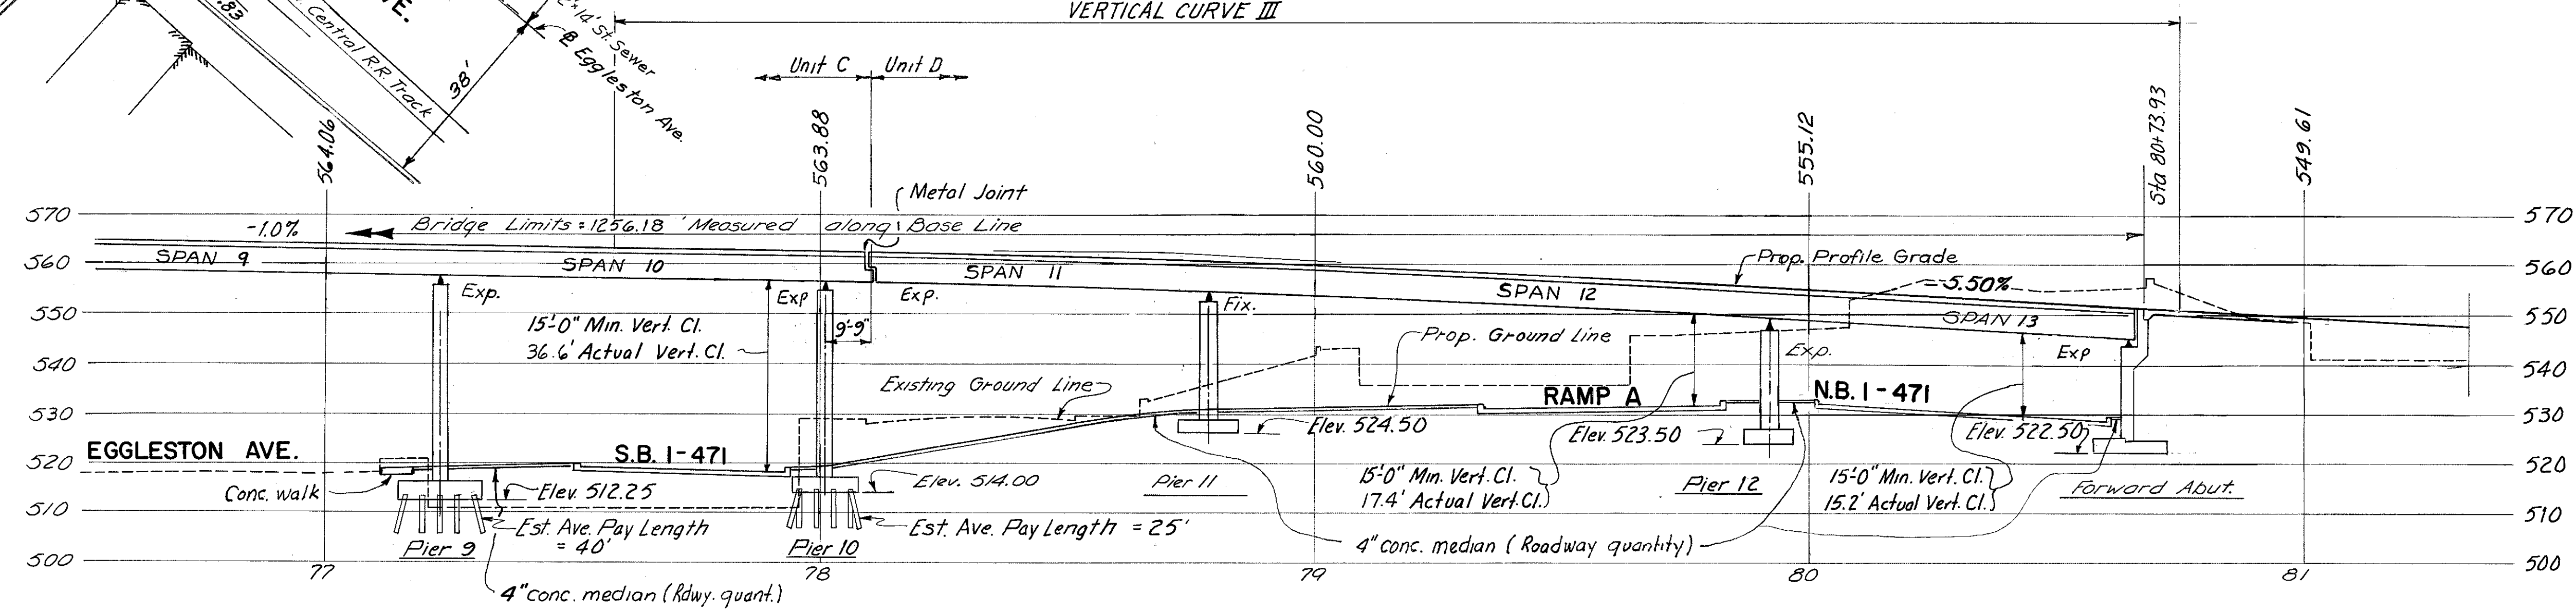 VERTICAL CURVE III
VE.
.83
. Central R.R. Track
38'
'x14' St. Sewer
℄ Eggleston Ave.
Unit C
Unit D
564.06
563.88
560.00
555.12
Sta 80+73.93
549.61
Metal Joint
570
-1.0%
Bridge Limits = 1256.18 ' Measured along Base Line
570
560
SPAN 9
SPAN 10
SPAN 11
Prop. Profile Grade
560
Exp.
Exp
Exp.
SPAN 12
-5.50%
550
15'-0" Min. Vert. Cl.
36.6' Actual Vert. Cl.
9'-9"
Fix.
Prop. Ground Line
SPAN 13
550
Exp.
Exp
540
Existing Ground Line
540
RAMP A
N.B. I-471
530
Elev. 524.50
Elev. 523.50
Elev. 522.50
530
EGGLESTON AVE.
S.B. I-471
520
520
Conc. walk
Elev. 512.25
Elev. 514.00
Pier 11
15'-0" Min. Vert. Cl.
17.4' Actual Vert. Cl.
Pier 12
15'-0" Min. Vert. Cl.
15.2' Actual Vert. Cl.
Forward Abut.
510
510
Est. Ave. Pay Length
= 40'
Est. Ave. Pay Length = 25'
Pier 9
Pier 10
4" conc. median ( Roadway quantity)
500
500
77
78
79
80
81
4" conc. median (Rdwy. quant.)